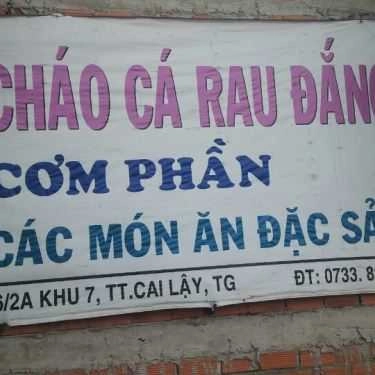 CHÁO CÁ RAU ĐẮNG
CƠM PHẦN
CÁC MÓN ĂN ĐẶC SẢ
6/2A KHU 7, TT.CAI LẬY, TG ĐT: 0733. 8